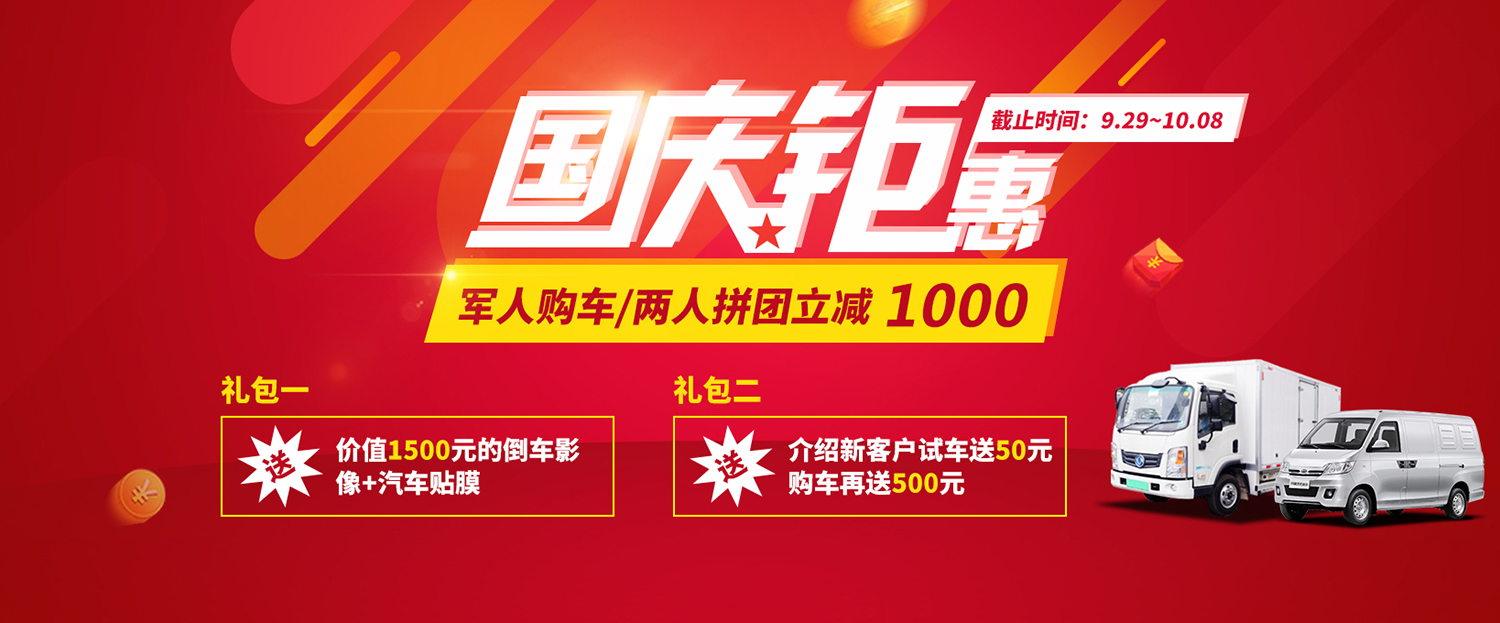 国庆钜惠
截止时间：9.29~10.08
军人购车/两人拼团立减 1000
礼包一
送
价值1500元的倒车影
像+汽车贴膜
礼包二
送
介绍新客户试车送50元
购车再送500元